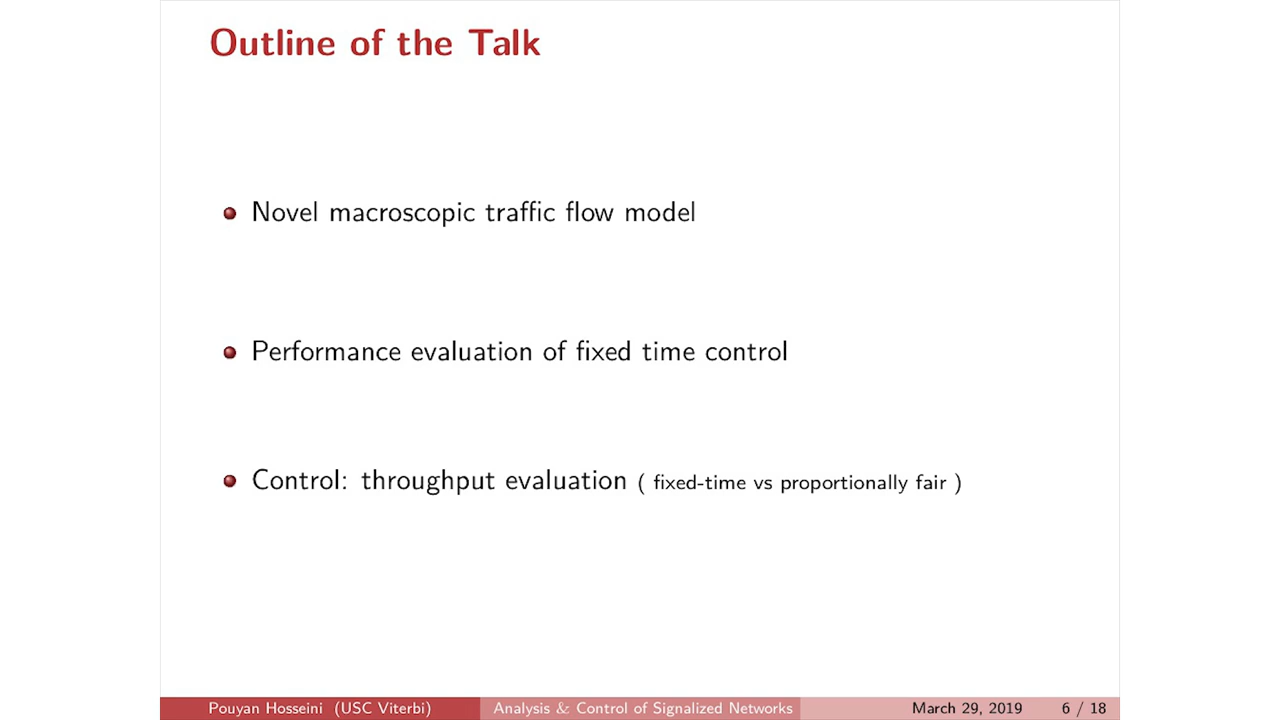 Outline of the Talk
Novel macroscopic traffic flow model
Performance evaluation of fixed time control
Control: throughput evaluation ( fixed-time vs proportionally fair )
Pouyan Hosseini (USC Viterbi) Analysis & Control of Signalized Networks March 29, 2019 6 / 18